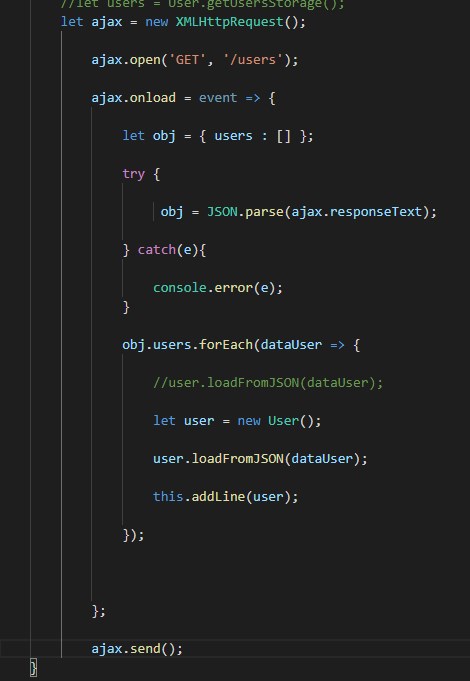 //let users = User.getUsersStorage();
let ajax = new XMLHttpRequest();
ajax.open('GET', '/users');
ajax.onload = event => {
let obj = { users : [] };
try {
obj = JSON.parse(ajax.responseText);
} catch(e){
console.error(e);
}
obj.users.forEach(dataUser => {
//user.loadFromJSON(dataUser);
let user = new User();
user.loadFromJSON(dataUser);
this.addLine(user);
});
};
ajax.send();
}